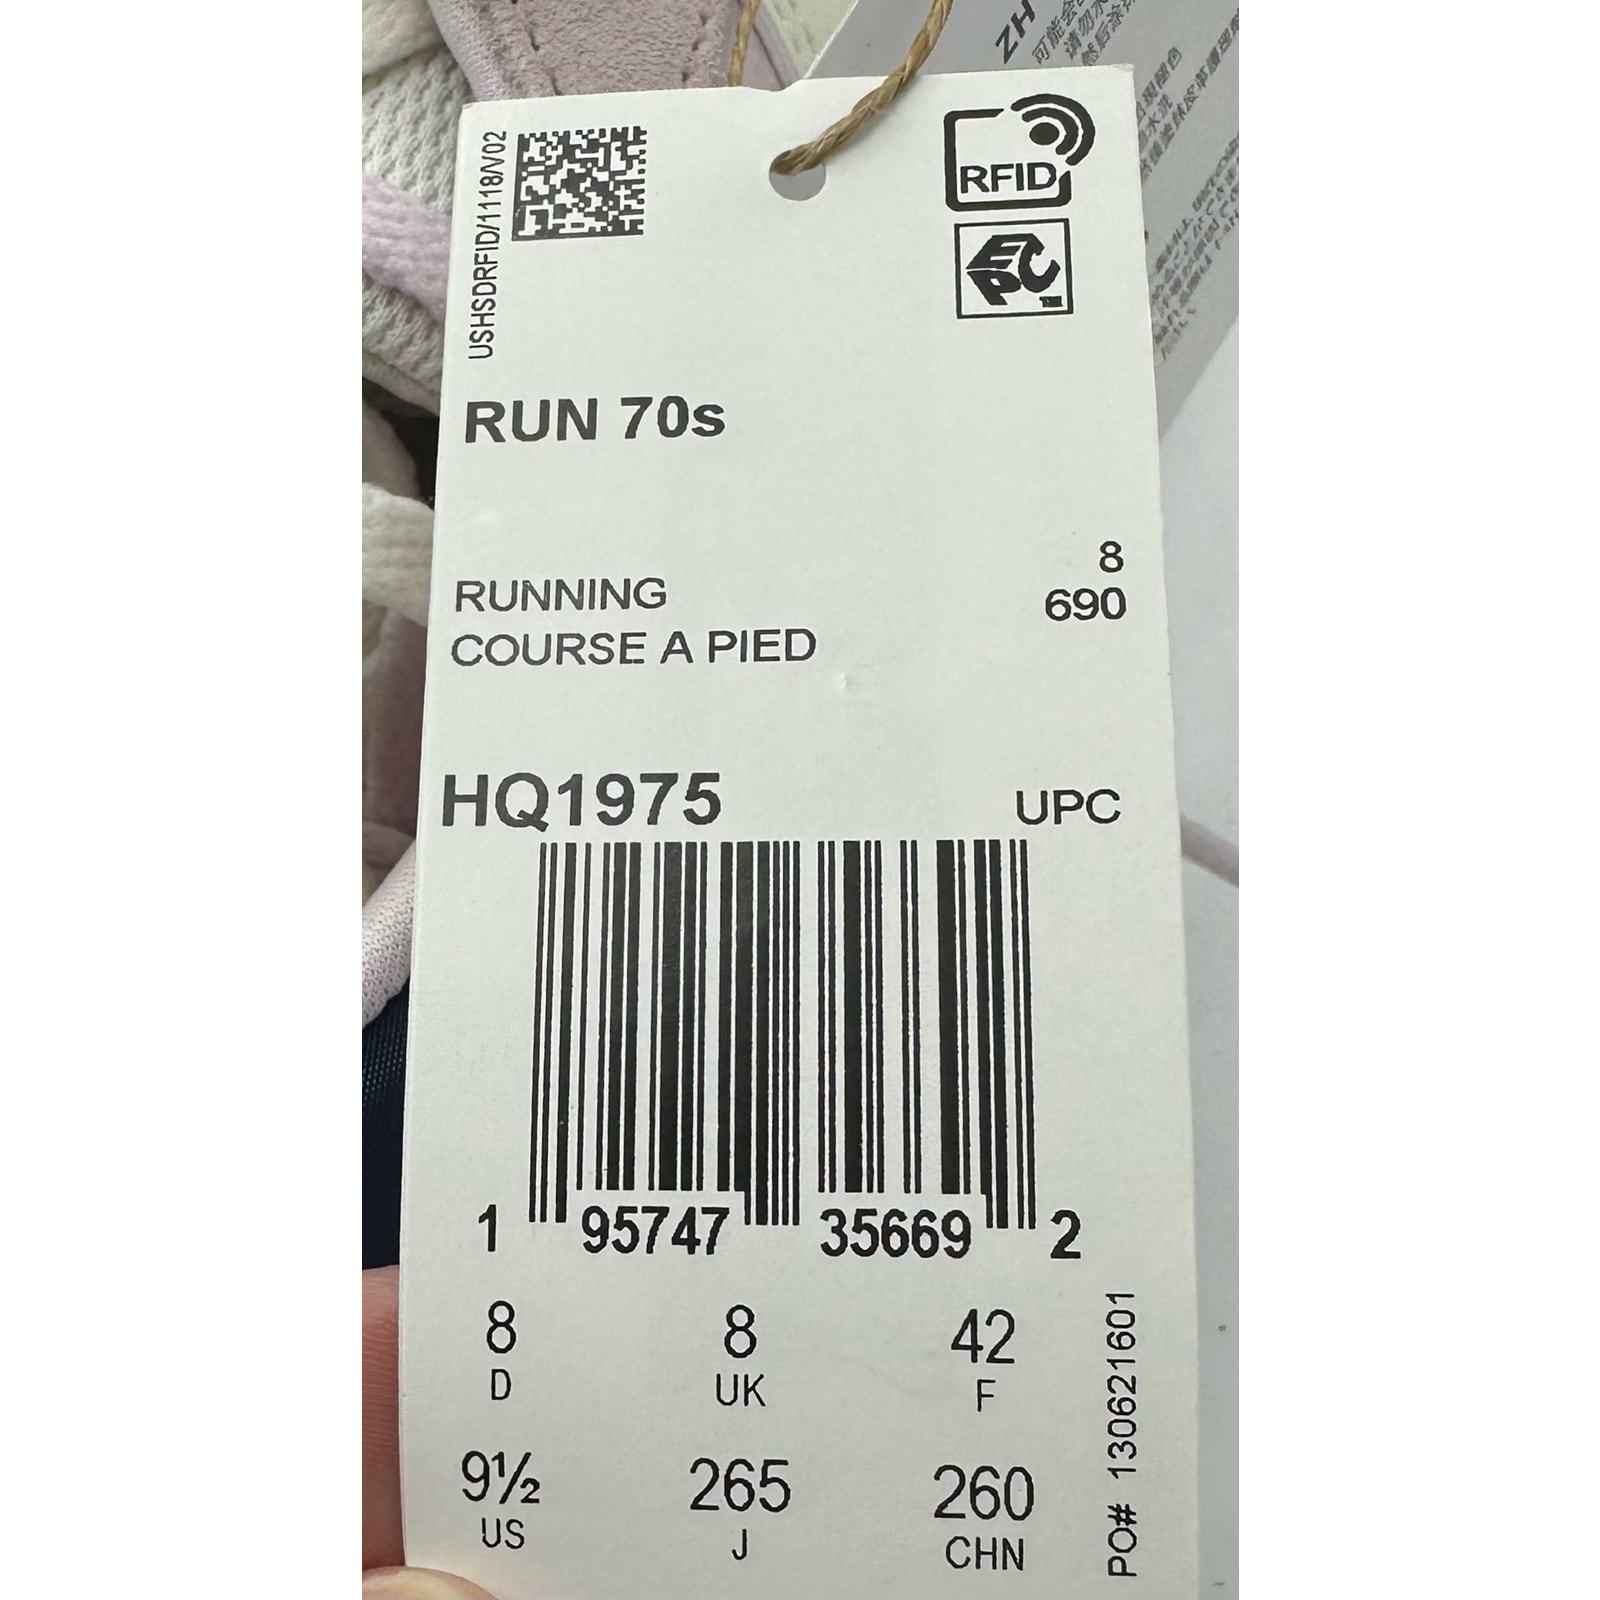 USHSDRFID/1118/V02
RFID
EPC
RUN 70s
8
690
RUNNING
COURSE A PIED
HQ1975
UPC
1 95747 35669 2
8 8 42
D UK F
9½ 265 260
US J CHN
PO# 130621601
ZH